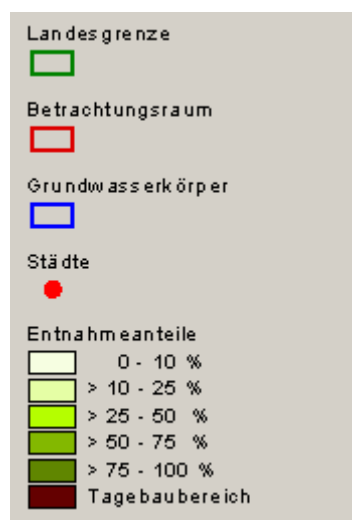 Landesgrenze
Betrachtungsraum
Grundwasserkörper
Städte
Entnahmeanteile
0 - 10 %
> 10 - 25 %
> 25 - 50 %
> 50 - 75 %
> 75 - 100 %
Tagebaubereich